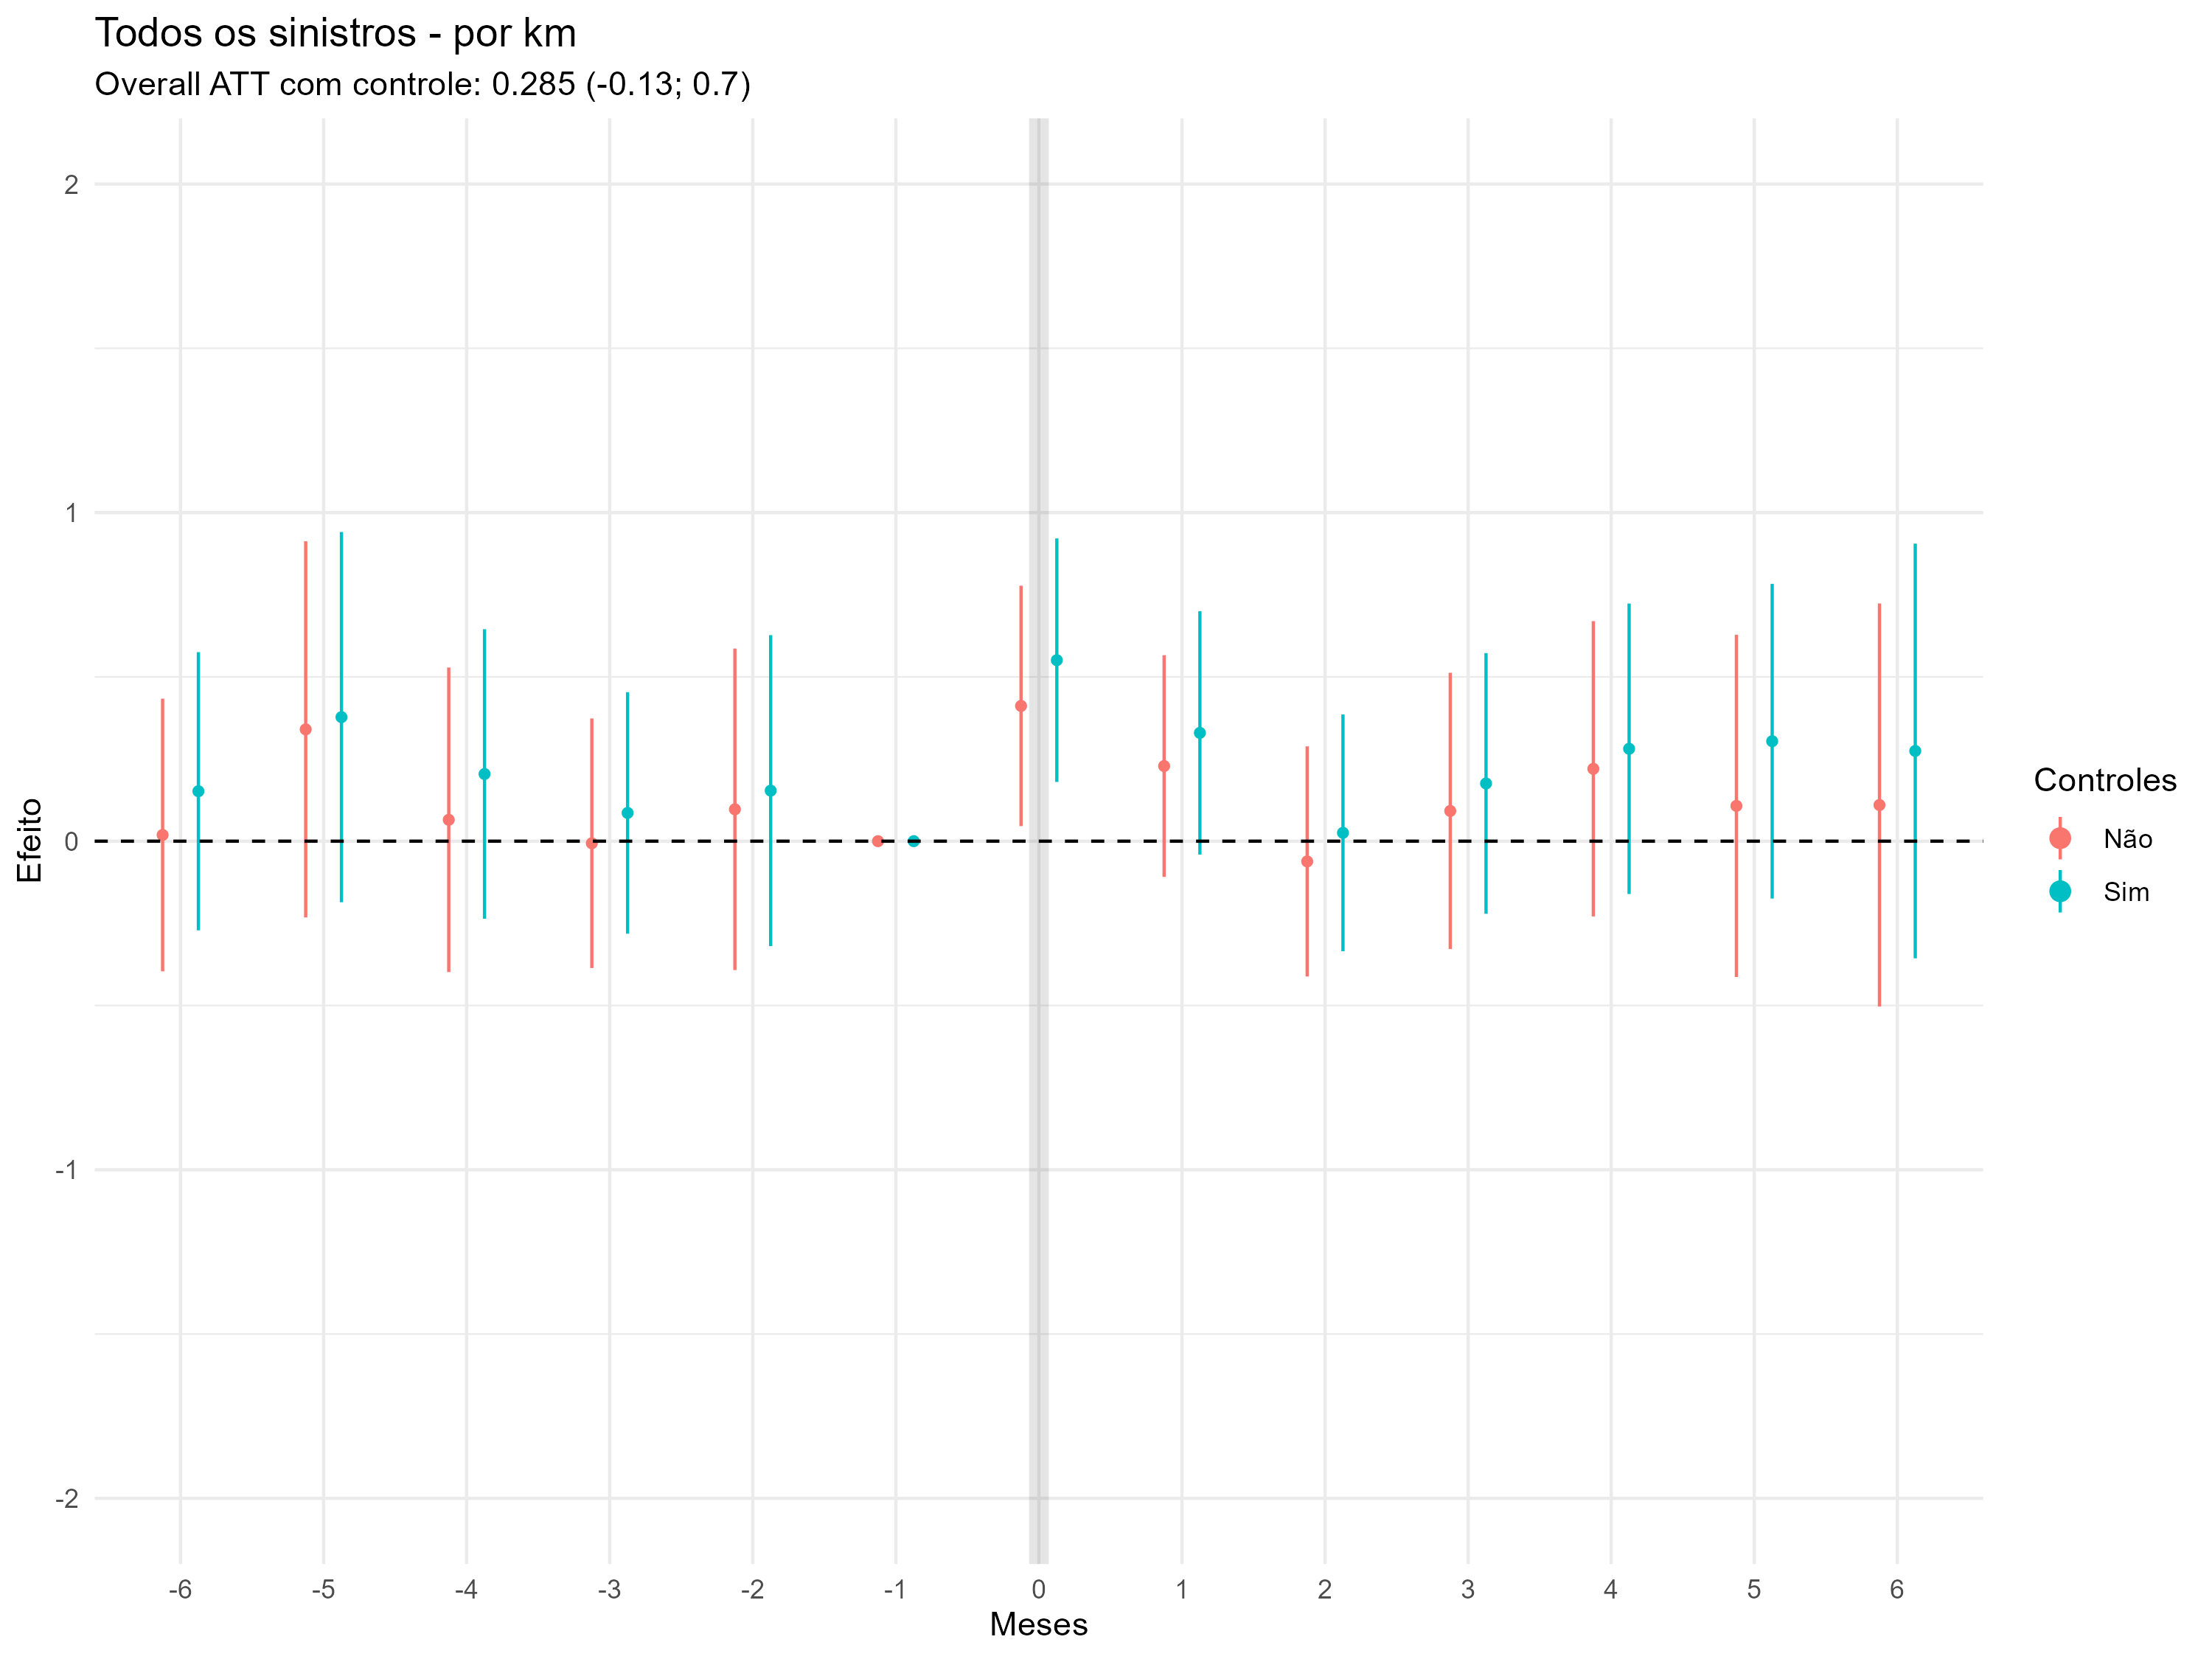 Todos os sinistros - por km
Overall ATT com controle: 0.285 (-0.13; 0.7)
Efeito
2
1
0
-1
-2
-6 -5 -4 -3 -2 -1 0 1 2 3 4 5 6
Meses
Controles
Não
Sim